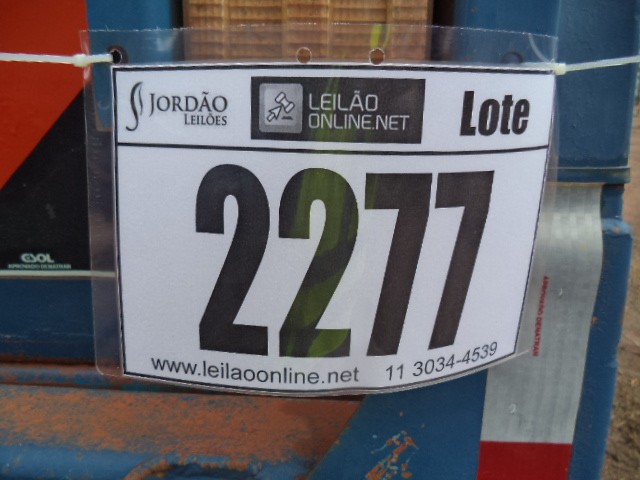 JORDÃO
LEILÕES
LEILÃO
ONLINE.NET
Lote
2277
www.leilaoonline.net 11 3034-4539